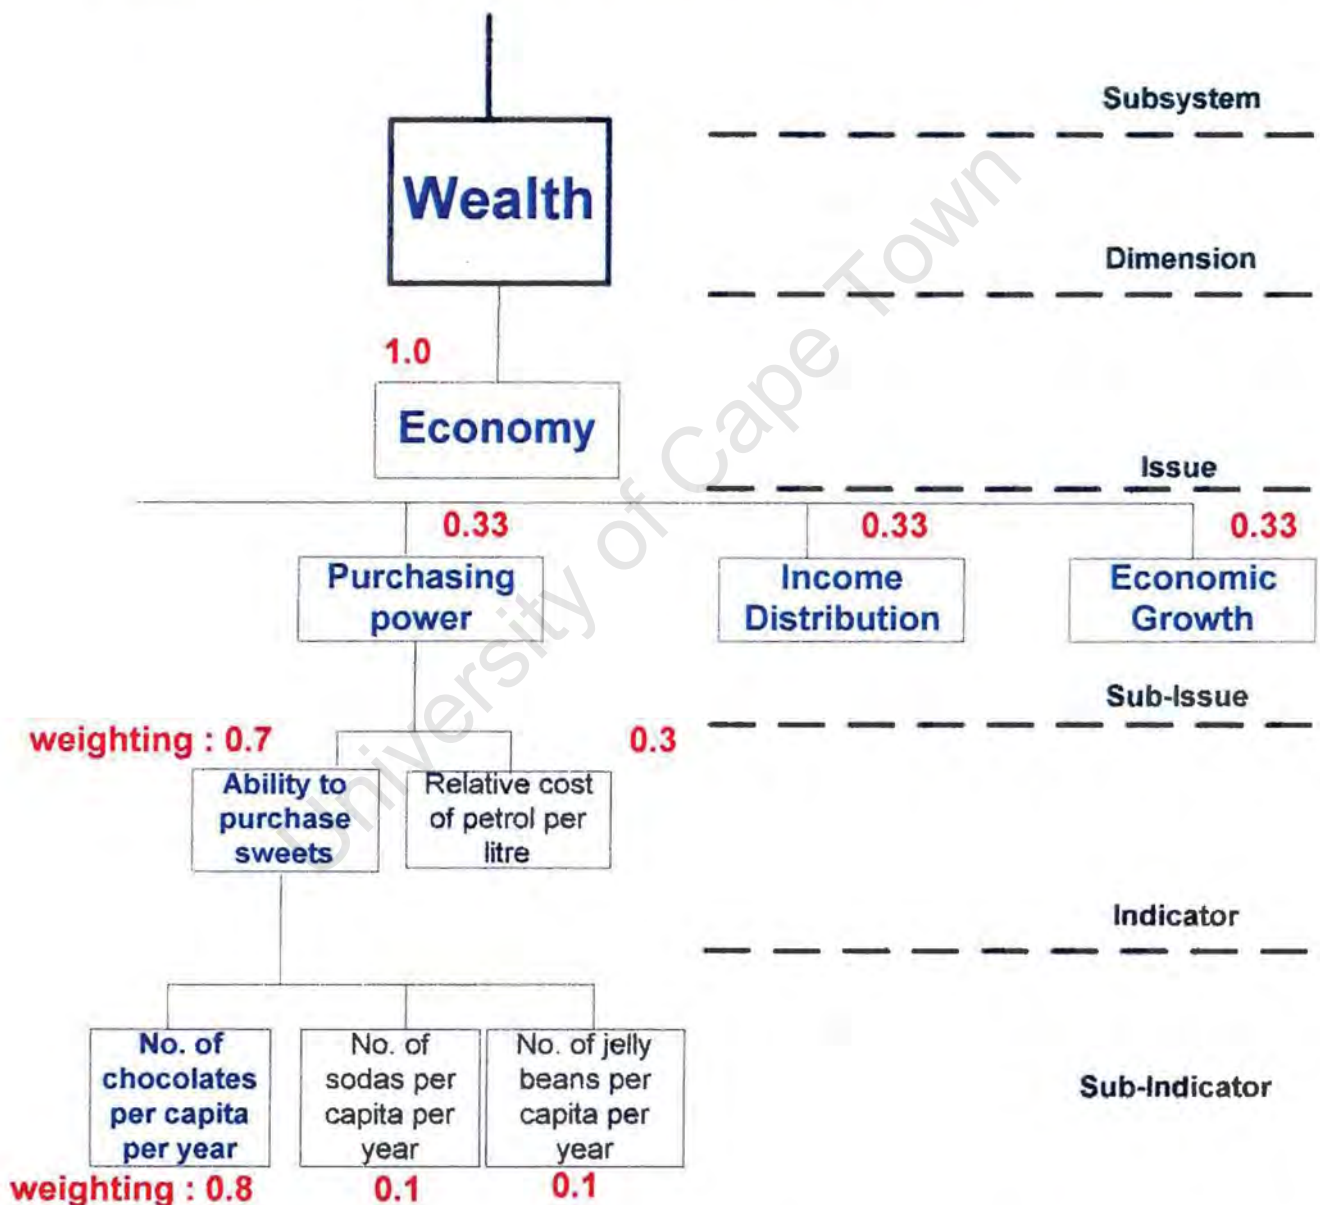 Subsystem
Wealth
Dimension
1.0
Economy
Issue
0.33
0.33
0.33
Purchasing
power
Income
Distribution
Economic
Growth
Sub-Issue
weighting : 0.7
0.3
Ability to
purchase
sweets
Relative cost
of petrol per
litre
Indicator
No. of
chocolates
per capita
per year
No. of
sodas per
capita per
year
No. of jelly
beans per
capita per
year
Sub-Indicator
weighting : 0.8
0.1
0.1
University of Cape Town